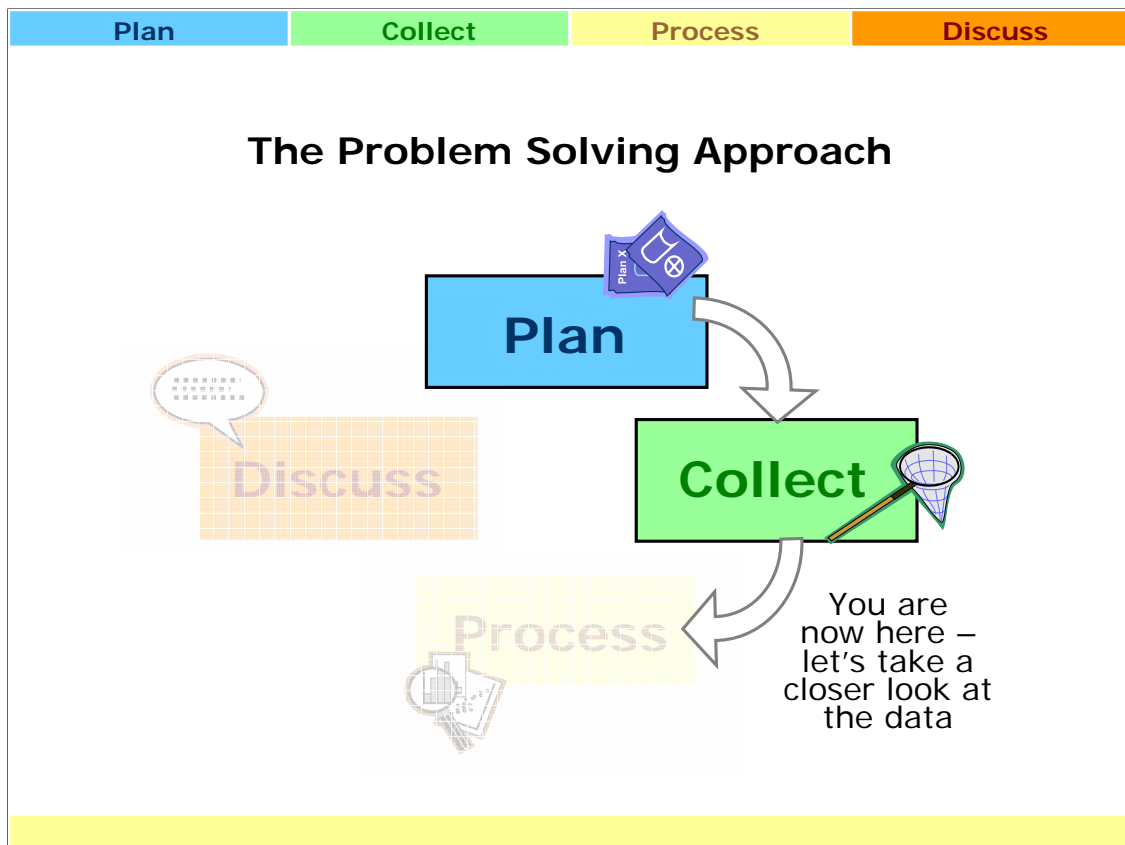 Plan
Collect
Process
Discuss
The Problem Solving Approach
Plan X
Plan
Discuss
Collect
Process
You are
now here –
let's take a
closer look at
the data